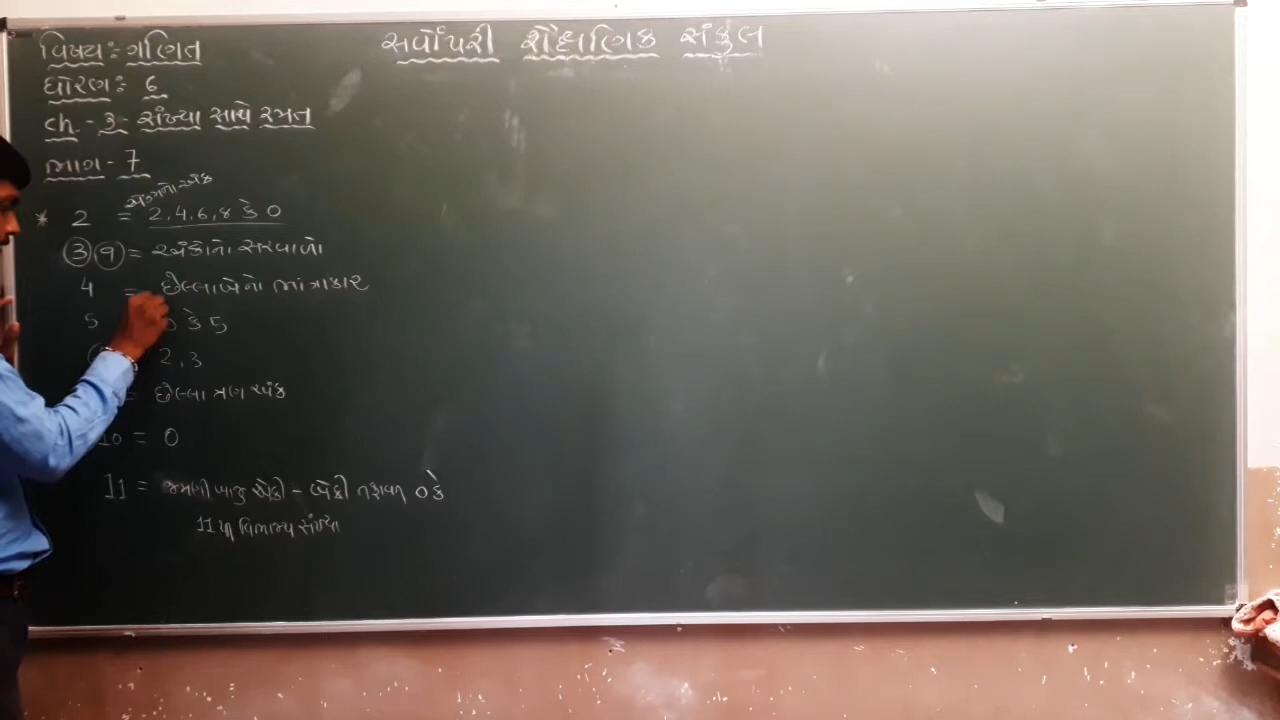 સર્વોપરી શૈક્ષણિક સંકુલ
વિષય:- ગણિત
ધોરણ:- ૬
ch. - 3 - સંખ્યા સાથે રમત
ભાગ - 7
એકમનો અંક
* 2 = 2, 4, 6, 8 કે 0
3 9 = અંકોનો સરવાળો
4 = છેલ્લા બેનો ભાગાકાર
5 0 કે 5
2, 3
= છેલ્લા ત્રણ અંક
10 = 0
11 = જમણી બાજુ એકી - બેકી તફાવત 0 કે
11 થી વિભાજ્ય સંખ્યા